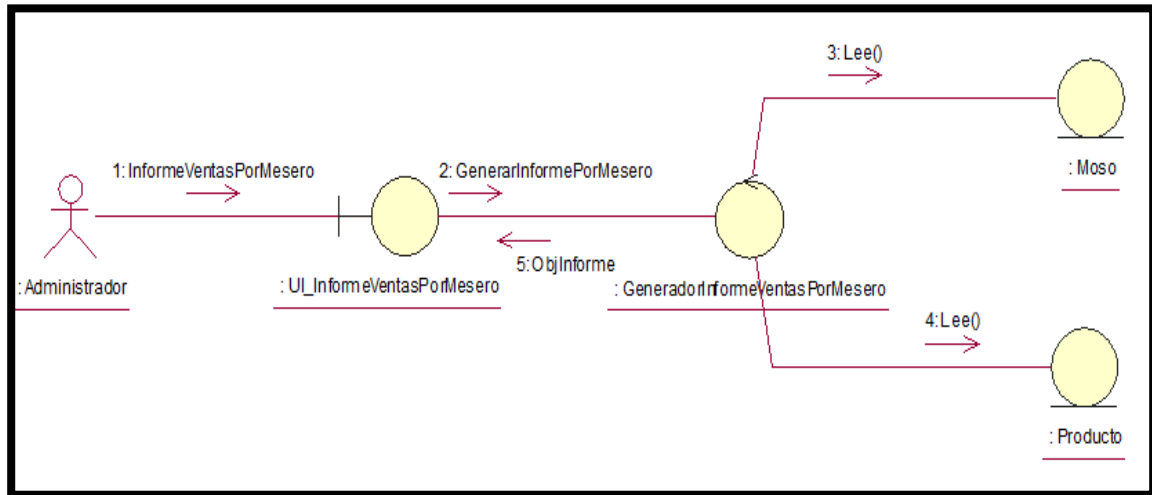 3:Lee()
: Moso
1:InformeVentasPorMesero
2:GenerarInformePorMesero
5:ObjInforme
: Administrador
: UI_InformeVentasPorMesero
: GeneradorInformeVentasPorMesero
4:Lee()
: Producto